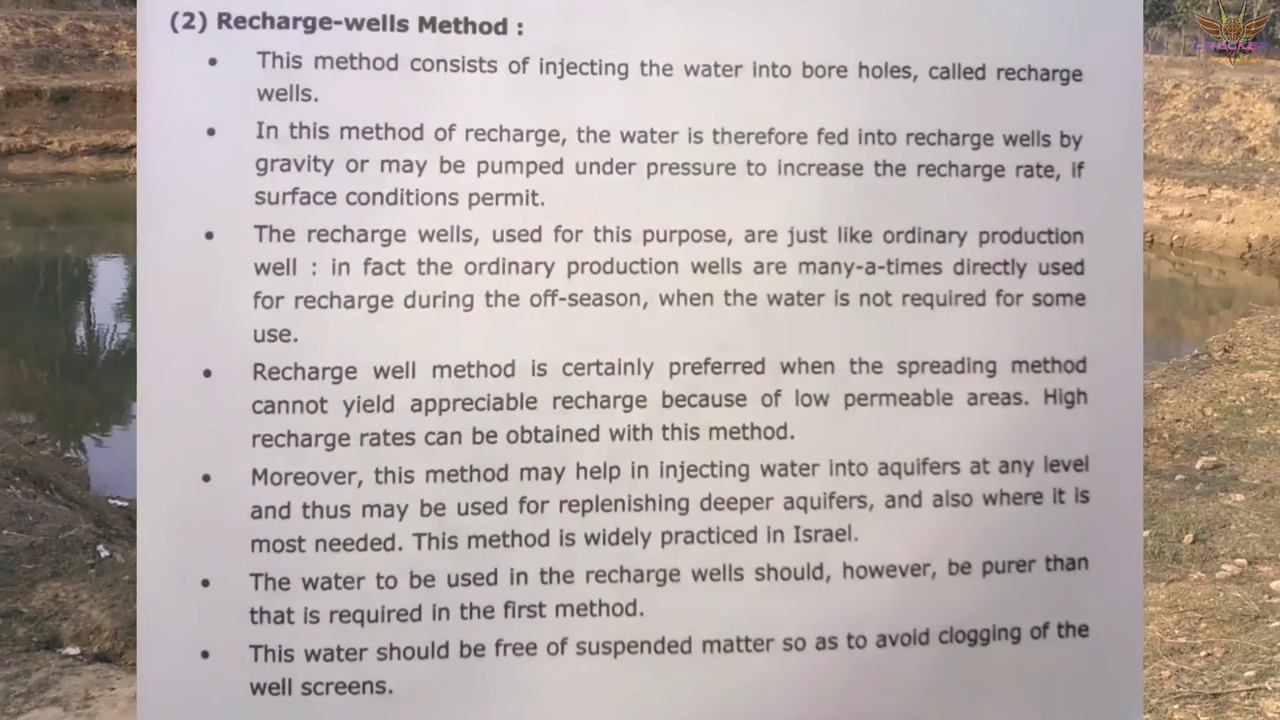 (2) Recharge-wells Method :
• This method consists of injecting the water into bore holes, called recharge
wells.
• In this method of recharge, the water is therefore fed into recharge wells by
gravity or may be pumped under pressure to increase the recharge rate, if
surface conditions permit.
• The recharge wells, used for this purpose, are just like ordinary production
well : in fact the ordinary production wells are many-a-times directly used
for recharge during the off-season, when the water is not required for some
use.
• Recharge well method is certainly preferred when the spreading method
cannot yield appreciable recharge because of low permeable areas. High
recharge rates can be obtained with this method.
• Moreover, this method may help in injecting water into aquifers at any level
and thus may be used for replenishing deeper aquifers, and also where it is
most needed. This method is widely practiced in Israel.
• The water to be used in the recharge wells should, however, be purer than
that is required in the first method.
• This water should be free of suspended matter so as to avoid clogging of the
well screens.